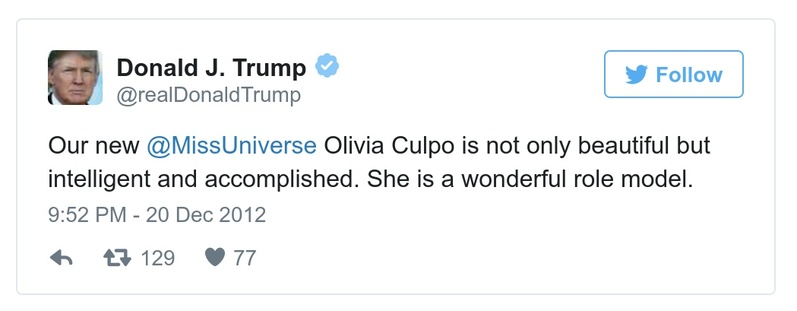 Donald J. Trump
@realDonaldTrump
Follow
Our new @MissUniverse Olivia Culpo is not only beautiful but
intelligent and accomplished. She is a wonderful role model.
9:52 PM - 20 Dec 2012
129 77